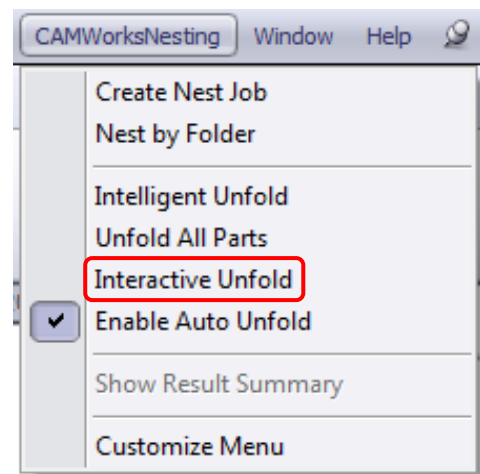 CAMWorksNesting Window Help
Create Nest Job
Nest by Folder
Intelligent Unfold
Unfold All Parts
Interactive Unfold
Enable Auto Unfold
Show Result Summary
Customize Menu